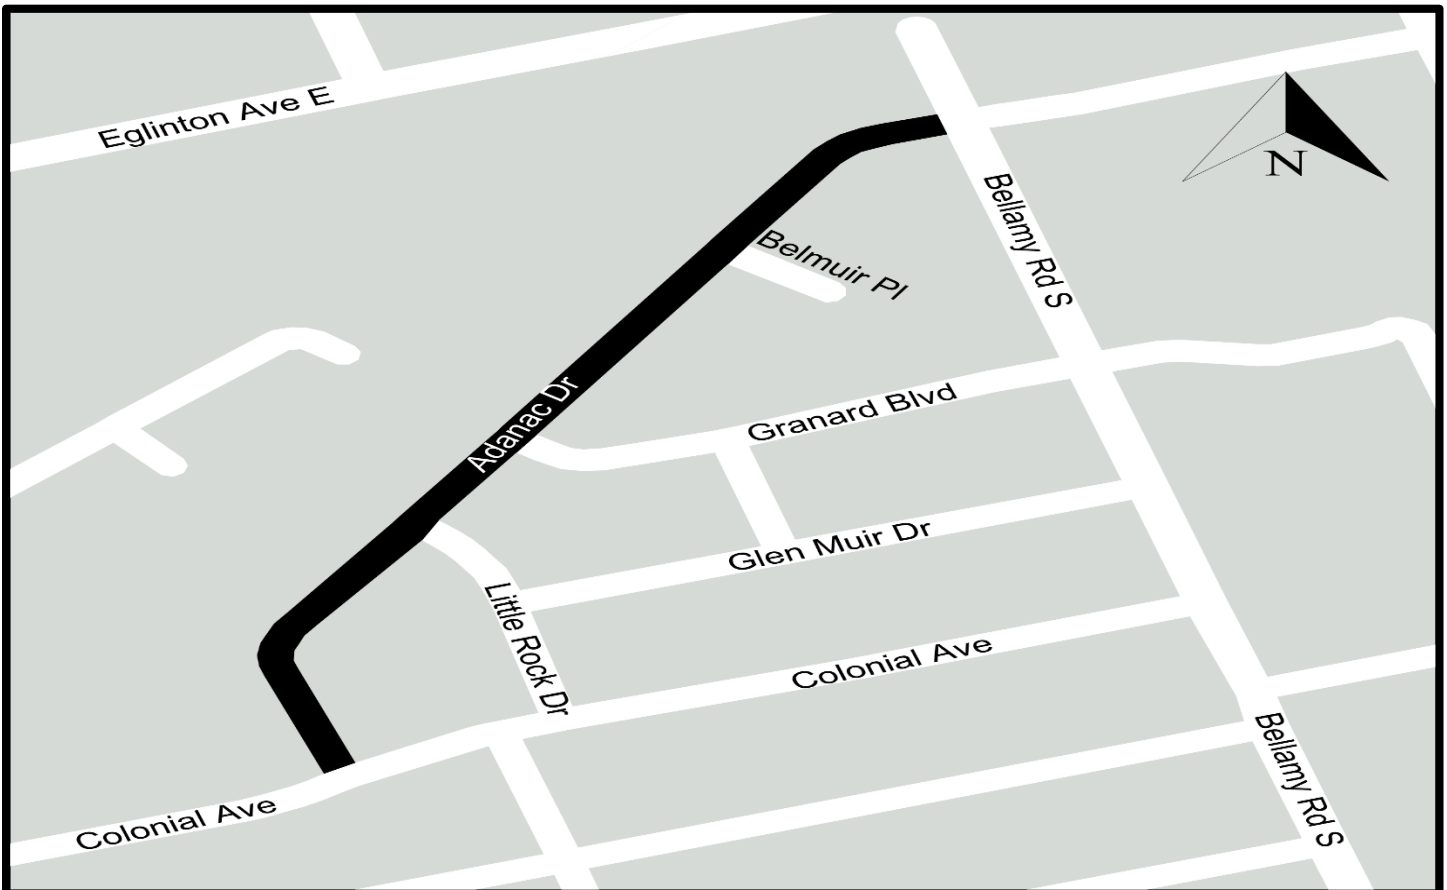 Eglinton Ave E
N
Bellamy Rd S
Belmuir Pl
Adanac Dr
Granard Blvd
Glen Muir Dr
Little Rock Dr
Colonial Ave
Bellamy Rd S
Colonial Ave